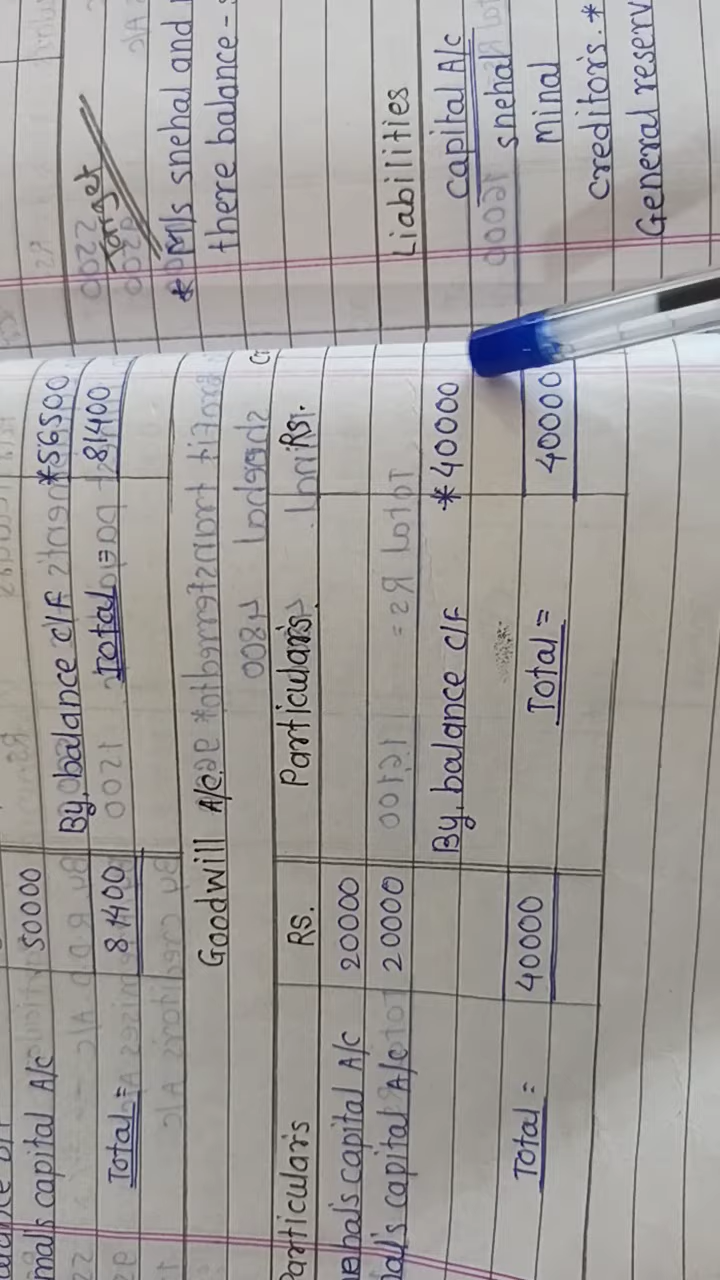 mal's capital A/c 50000
By, balance c/f *56500
Total = 81400 Total = 81400
Goodwill A/c.
Particulars Rs. Particulars Rs.
ehal's capital A/c 20000
al's capital A/c 20000
By, balance c/f *40000
Total = 40000 Total = 40000
Target
* M/s snehal and
there balance -
Liabilities
capital A/c
snehal
Minal
creditors. *
General reserv